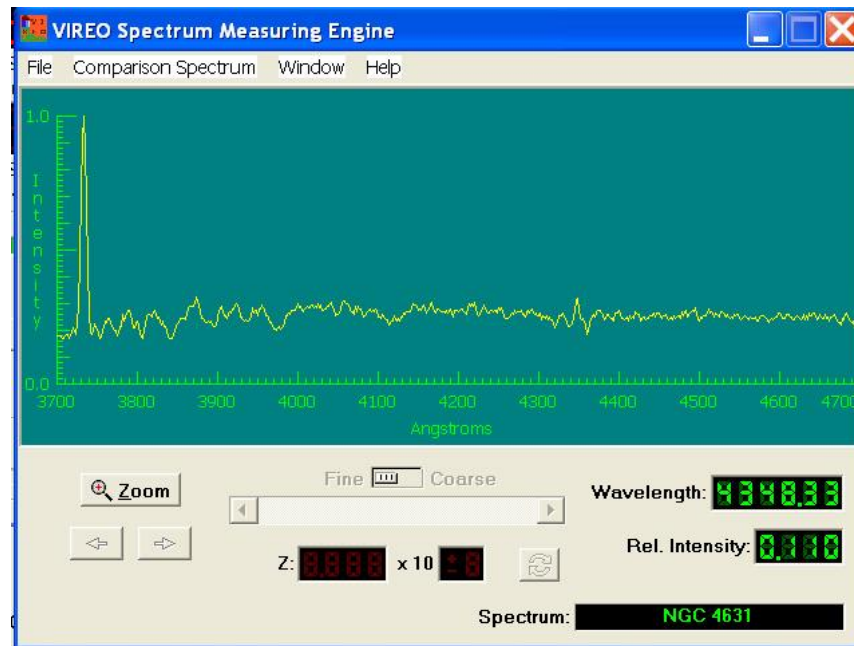 VIREO Spectrum Measuring Engine
File Comparison Spectrum Window Help
1.0
Intensity
0.0
3700 3800 3900 4000 4100 4200 4300 4400 4500 4600 4700
Angstroms
Zoom
Fine Coarse
Wavelength: 4348.33
Rel. Intensity: 0.110
Z: x 10
Spectrum: NGC 4631